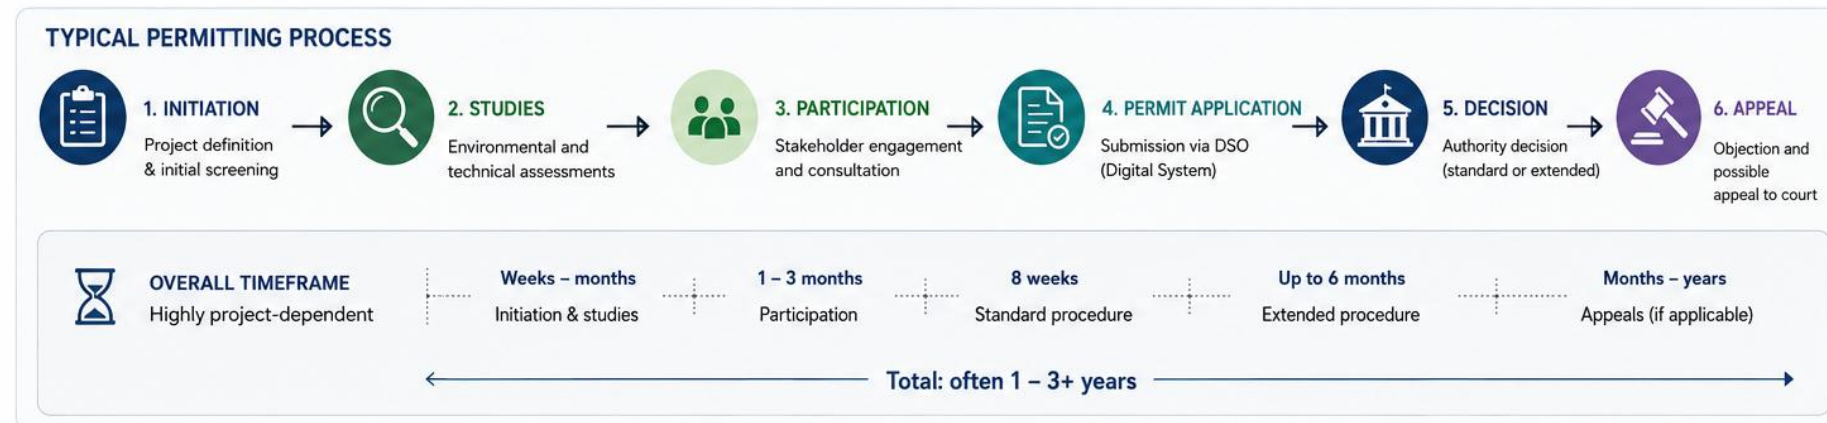 TYPICAL PERMITTING PROCESS
1. INITIATION
Project definition
& initial screening
2. STUDIES
Environmental and
technical assessments
3. PARTICIPATION
Stakeholder engagement
and consultation
4. PERMIT APPLICATION
Submission via DSO
(Digital System)
5. DECISION
Authority decision
(standard or extended)
6. APPEAL
Objection and
possible
appeal to court
OVERALL TIMEFRAME
Highly project-dependent
Weeks – months
Initiation & studies
1 – 3 months
Participation
8 weeks
Standard procedure
Up to 6 months
Extended procedure
Months – years
Appeals (if applicable)
Total: often 1 – 3+ years